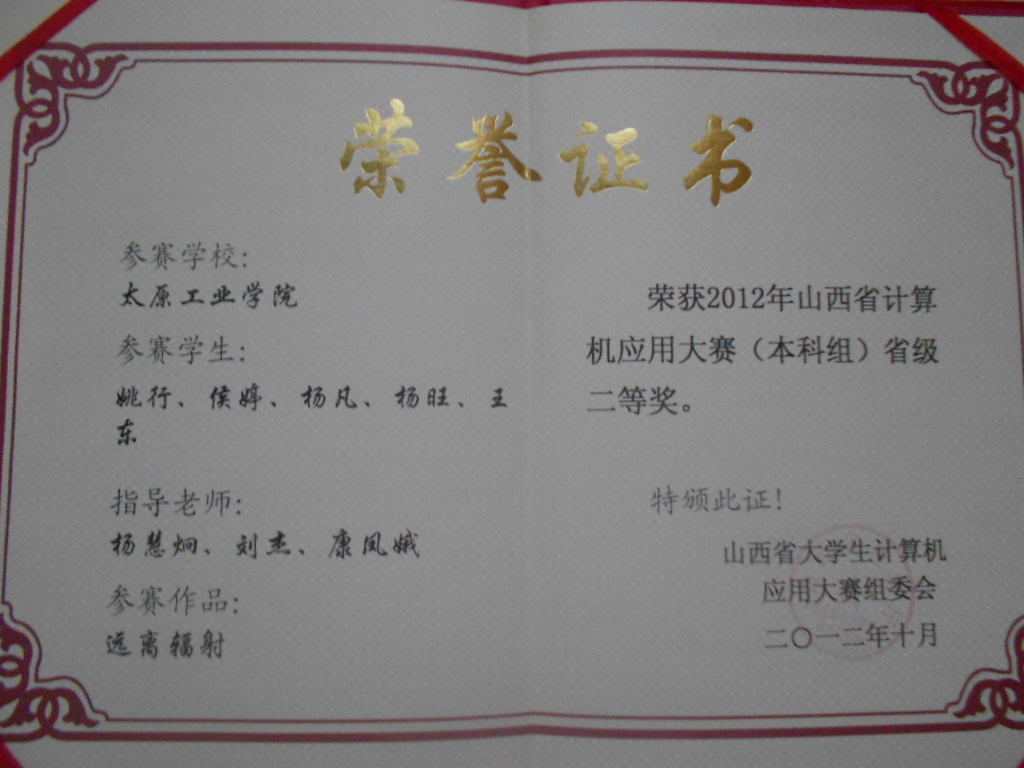 荣誉证书
参赛学校:
太原工业学院
参赛学生:
姚行、侯婷、杨凡、杨旺、王
东
指导老师:
杨慧炯、刘杰、康凤娥
参赛作品:
远离辐射
荣获2012年山西省计算
机应用大赛（本科组）省级
二等奖。
特颁此证!
山西省大学生计算机
应用大赛组委会
二〇一二年十月